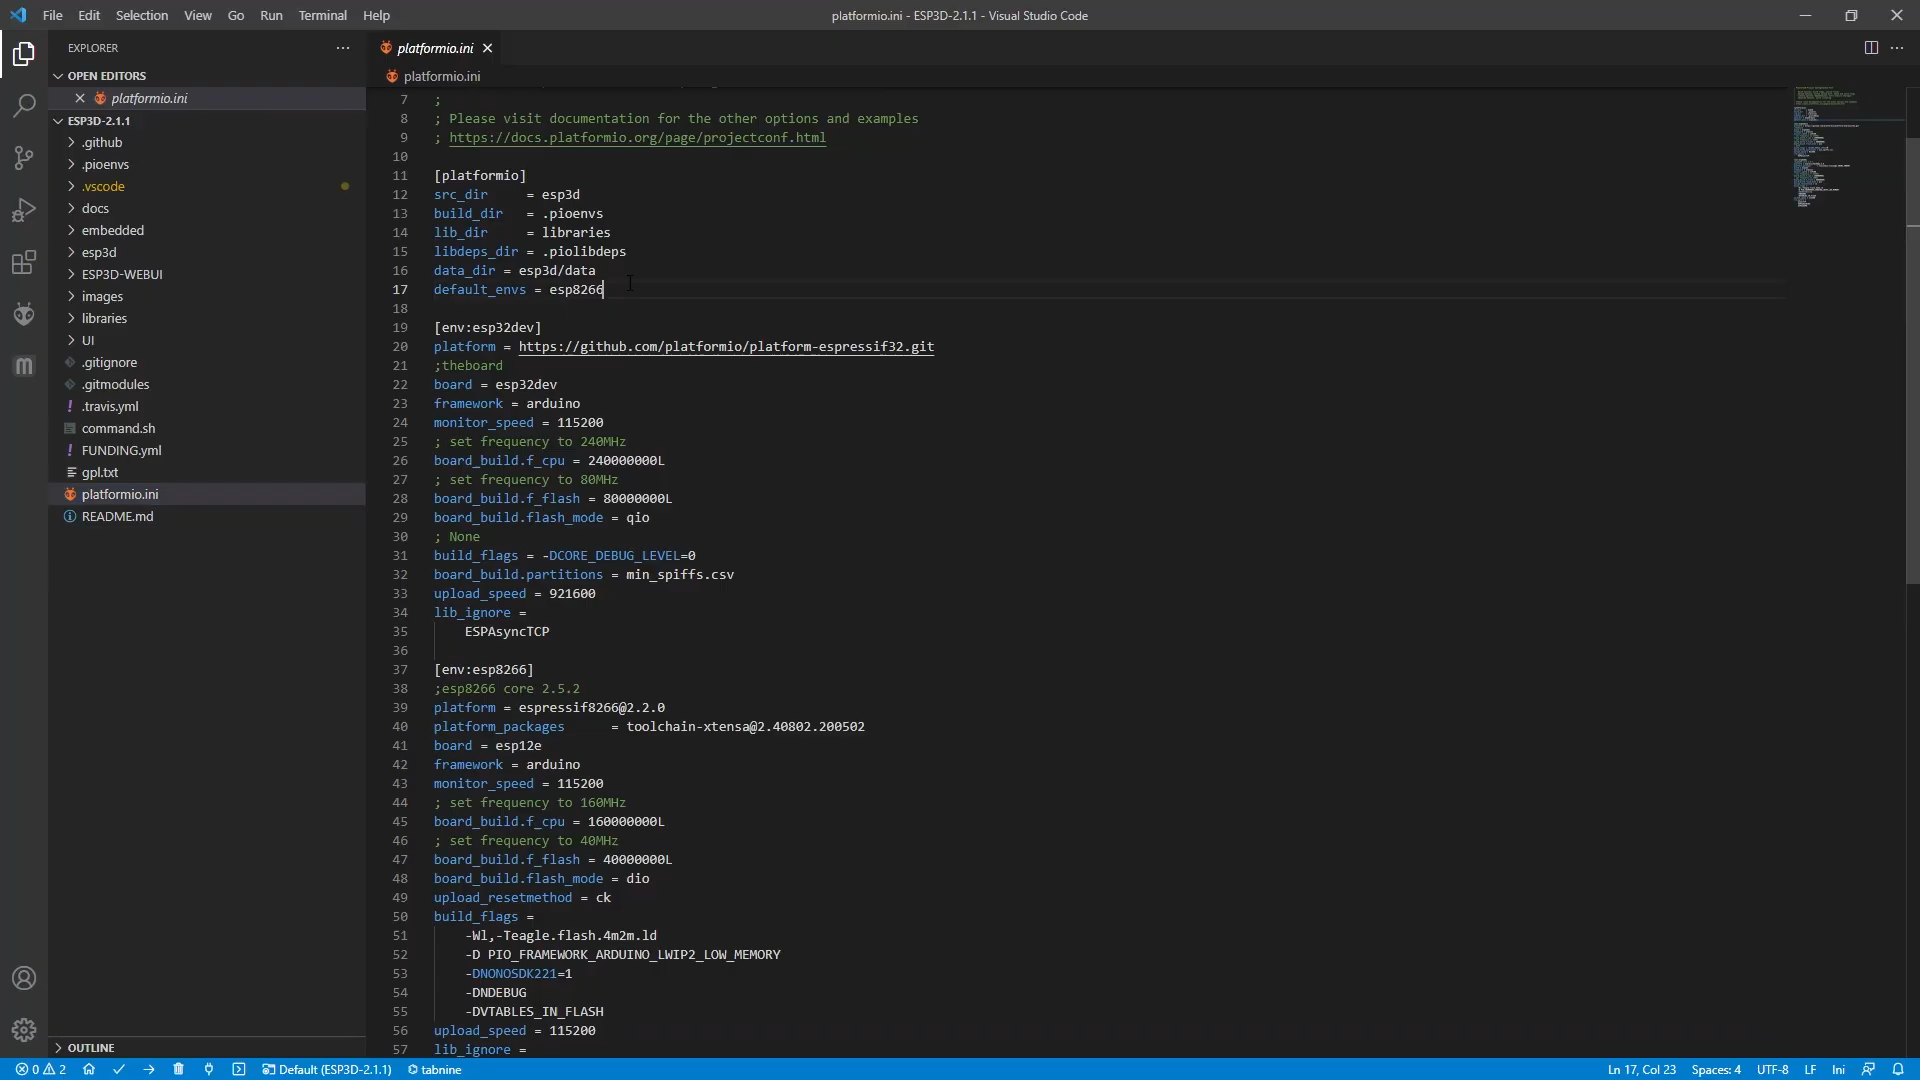 File Edit Selection View Go Run Terminal Help
platformio.ini - ESP3D-2.1.1 - Visual Studio Code
EXPLORER
OPEN EDITORS
platformio.ini
ESP3D-2.1.1
.github
.pioenvs
.vscode
docs
embedded
esp3d
ESP3D-WEBUI
images
libraries
UI
.gitignore
.gitmodules
.travis.yml
command.sh
FUNDING.yml
gpl.txt
platformio.ini
README.md
OUTLINE
platformio.ini
platformio.ini
7 ;
8 ; Please visit documentation for the other options and examples
9 ; https://docs.platformio.org/page/projectconf.html
10
11 [platformio]
12 src_dir = esp3d
13 build_dir = .pioenvs
14 lib_dir = libraries
15 libdeps_dir = .piolibdeps
16 data_dir = esp3d/data
17 default_envs = esp8266
18
19 [env:esp32dev]
20 platform = https://github.com/platformio/platform-espressif32.git
21 ;theboard
22 board = esp32dev
23 framework = arduino
24 monitor_speed = 115200
25 ; set frequency to 240MHz
26 board_build.f_cpu = 240000000L
27 ; set frequency to 80MHz
28 board_build.f_flash = 80000000L
29 board_build.flash_mode = qio
30 ; None
31 build_flags = -DCORE_DEBUG_LEVEL=0
32 board_build.partitions = min_spiffs.csv
33 upload_speed = 921600
34 lib_ignore =
35 ESPAsyncTCP
36
37 [env:esp8266]
38 ;esp8266 core 2.5.2
39 platform = espressif8266@2.2.0
40 platform_packages = toolchain-xtensa@2.40802.200502
41 board = esp12e
42 framework = arduino
43 monitor_speed = 115200
44 ; set frequency to 160MHz
45 board_build.f_cpu = 160000000L
46 ; set frequency to 40MHz
47 board_build.f_flash = 40000000L
48 board_build.flash_mode = dio
49 upload_resetmethod = ck
50 build_flags =
51 -Wl,-Teagle.flash.4m2m.ld
52 -D PIO_FRAMEWORK_ARDUINO_LWIP2_LOW_MEMORY
53 -DNONOSDK221=1
54 -DNDEBUG
55 -DVTABLES_IN_FLASH
56 upload_speed = 115200
57 lib_ignore =
0 2 Default (ESP3D-2.1.1) tabnine
Ln 17, Col 23 Spaces: 4 UTF-8 LF Ini